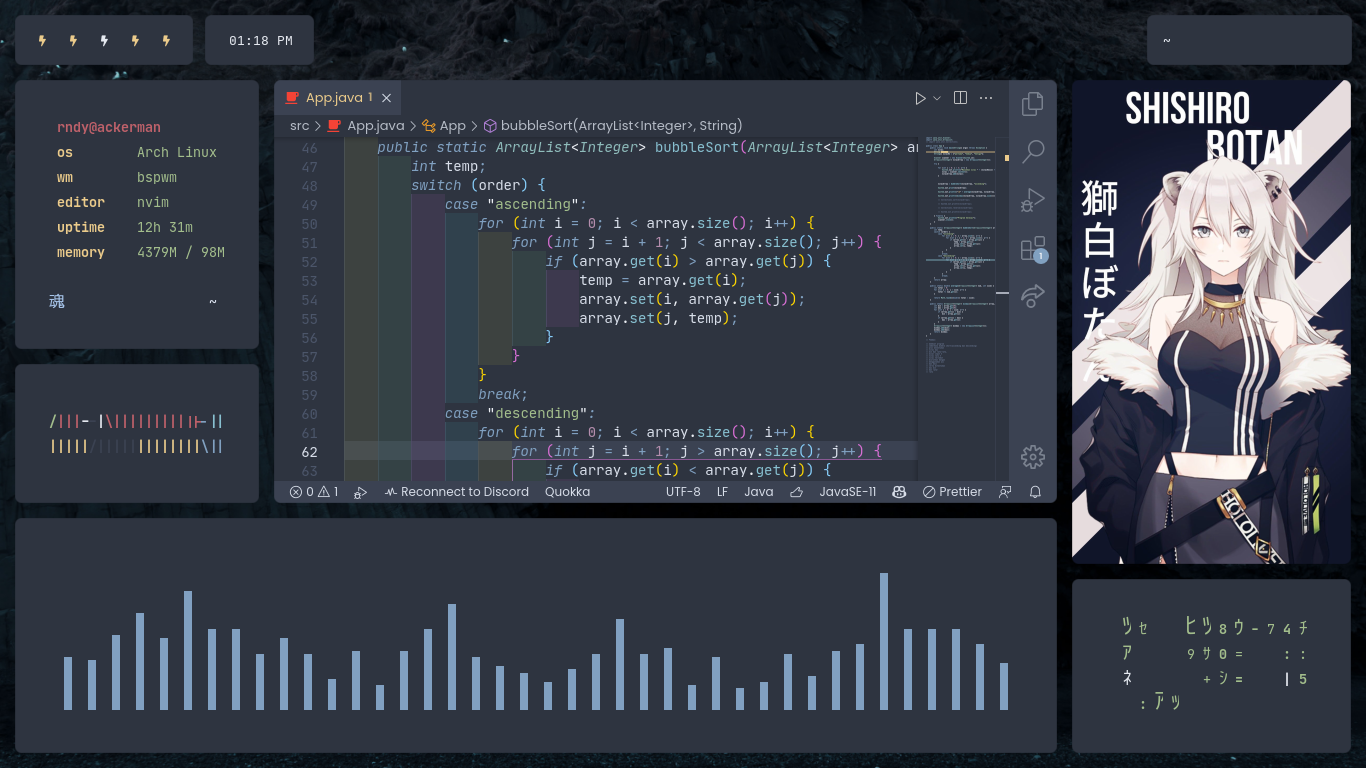 01:18 PM
~
rndy@ackerman
os Arch Linux
wm bspwm
editor nvim
uptime 12h 31m
memory 4379M / 98M
魂 ~
App.java 1
src > App.java > App > bubbleSort(ArrayList<Integer>, String)
46 public static ArrayList<Integer> bubbleSort(ArrayList<Integer> ar
47 int temp;
48 switch (order) {
49 case "ascending":
50 for (int i = 0; i < array.size(); i++) {
51 for (int j = i + 1; j < array.size(); j++) {
52 if (array.get(i) > array.get(j)) {
53 temp = array.get(i);
54 array.set(i, array.get(j));
55 array.set(j, temp);
56 }
57 }
58 }
59 break;
60 case "descending":
61 for (int i = 0; i < array.size(); i++) {
62 for (int j = i + 1; j > array.size(); j++) {
63 if (array.get(i) < array.get(j)) {
1
0 1 Reconnect to Discord Quokka UTF-8 LF Java JavaSE-11 Prettier
SHISHIRO
BOTAN
獅白ぼたん
HOLOLIVE
ツセ ヒツ8ウ-74チ
ア 9サ0= ::
ネ +シ= |5
:アツ